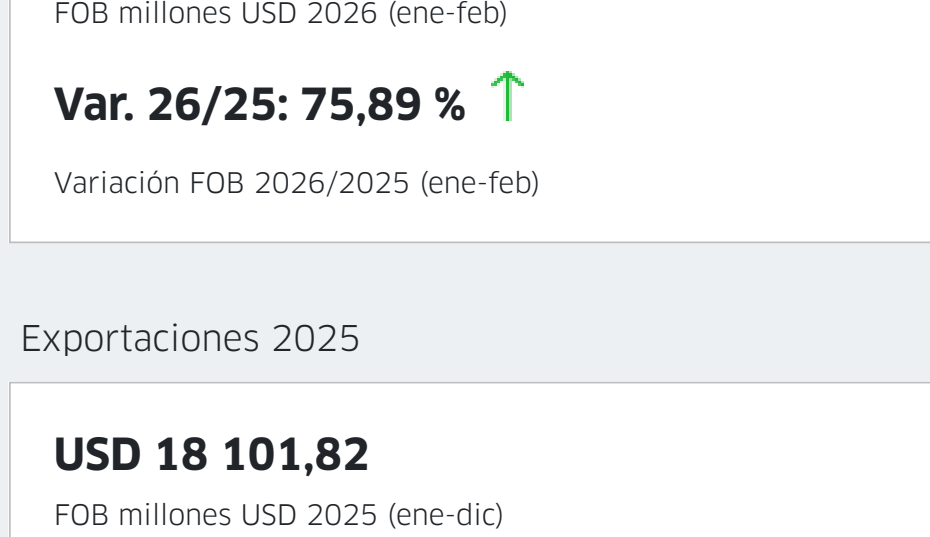 FOB millones USD 2026 (ene-feb)
Var. 26/25: 75,89 % ↑
Variación FOB 2026/2025 (ene-feb)
Exportaciones 2025
USD 18 101,82
FOB millones USD 2025 (ene-dic)